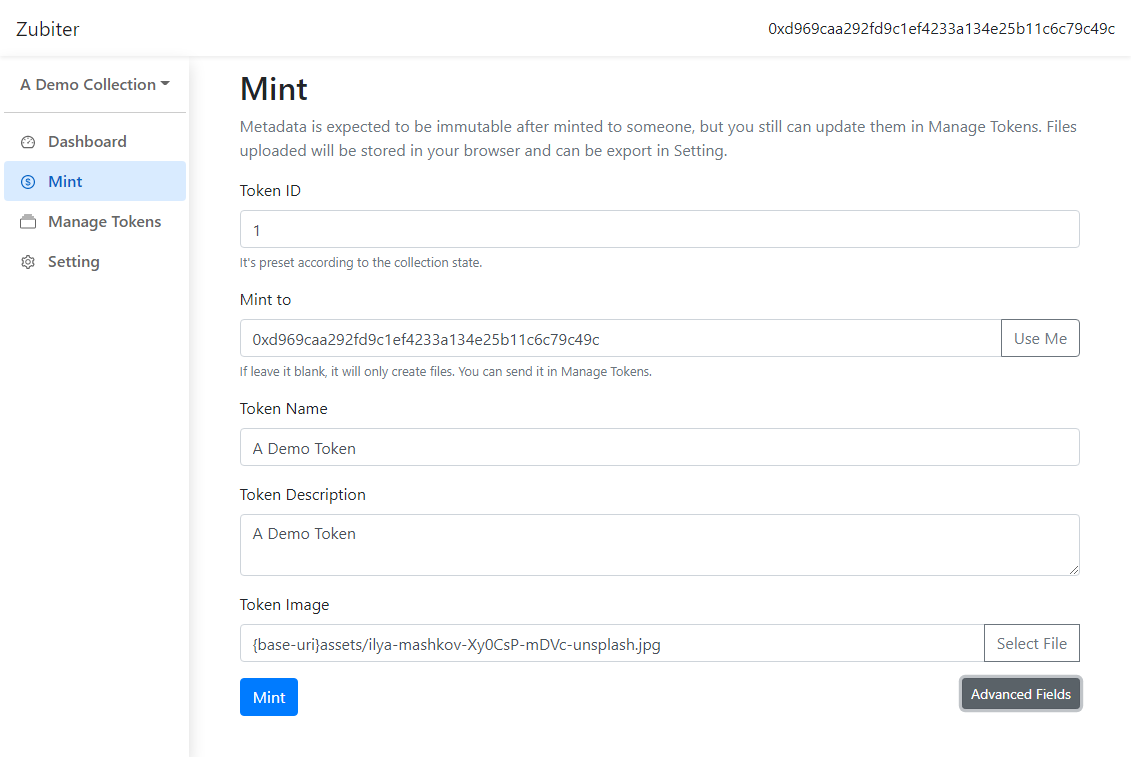 Zubiter
0xd969caa292fd9c1ef4233a134e25b11c6c79c49c
A Demo Collection
Dashboard
Mint
Manage Tokens
Setting
Mint
Metadata is expected to be immutable after minted to someone, but you still can update them in Manage Tokens. Files
uploaded will be stored in your browser and can be export in Setting.
Token ID
1
It's preset according to the collection state.
Mint to
0xd969caa292fd9c1ef4233a134e25b11c6c79c49c
Use Me
If leave it blank, it will only create files. You can send it in Manage Tokens.
Token Name
A Demo Token
Token Description
A Demo Token
Token Image
{base-uri}assets/ilya-mashkov-Xy0CsP-mDVc-unsplash.jpg
Select File
Mint
Advanced Fields